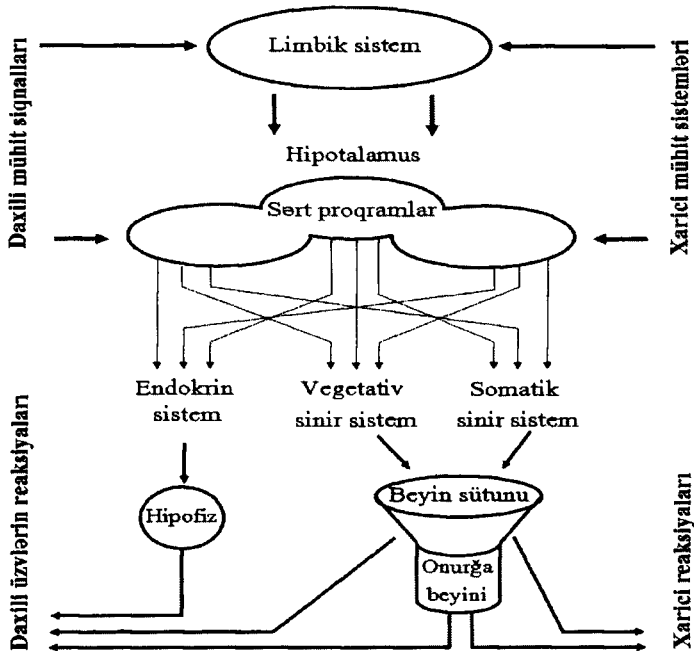 Limbik sistem
Daxili mühit siqnalları
Xarici mühit sistemləri
Hipotalamus
Sərt proqramlar
Endokrin
sistem
Vegetativ
sinir sistem
Somatik
sinir sistem
Daxili üzvlərin reaksiyaları
Xarici reaksiyaları
Hipofiz
Beyin sütunu
Onurğa
beyini